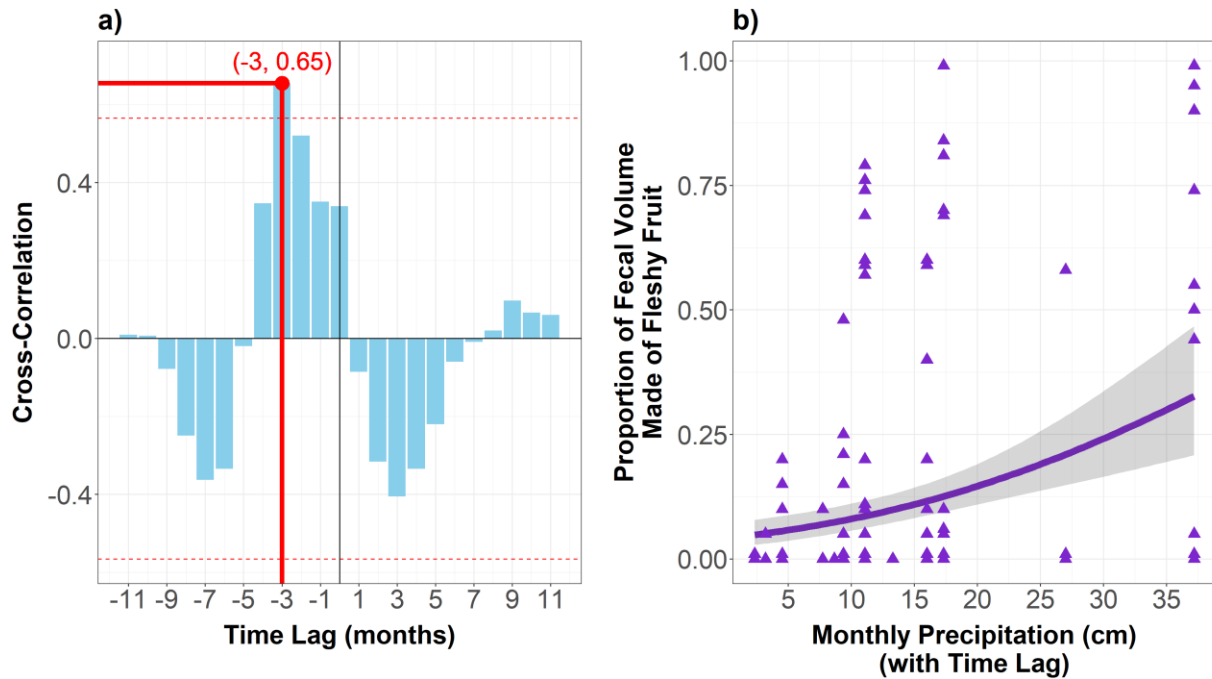 a)
(-3, 0.65)
0.4
0.0
-0.4
Cross-Correlation
-11 -9 -7 -5 -3 -1 1 3 5 7 9 11
Time Lag (months)
b)
1.00
0.75
0.50
0.25
0.00
Proportion of Fecal Volume
Made of Fleshy Fruit
5 10 15 20 25 30 35
Monthly Precipitation (cm)
(with Time Lag)